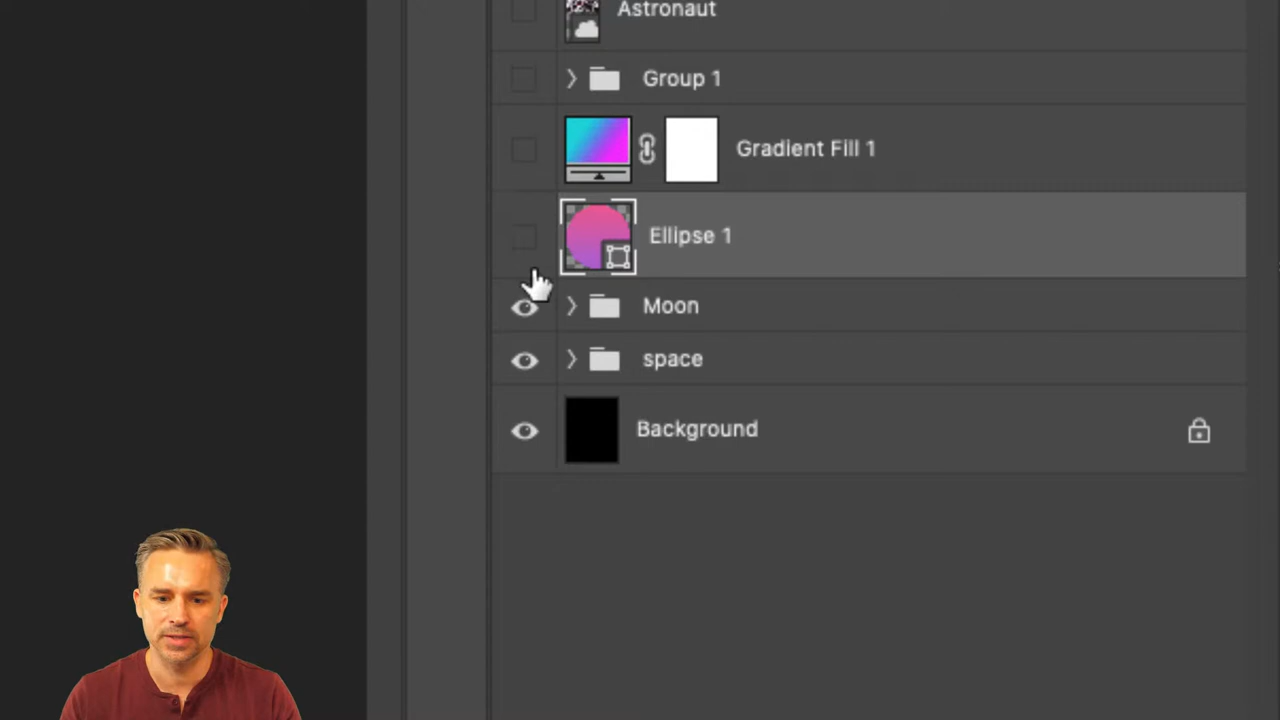 Astronaut
Group 1
Gradient Fill 1
Ellipse 1
Moon
space
Background